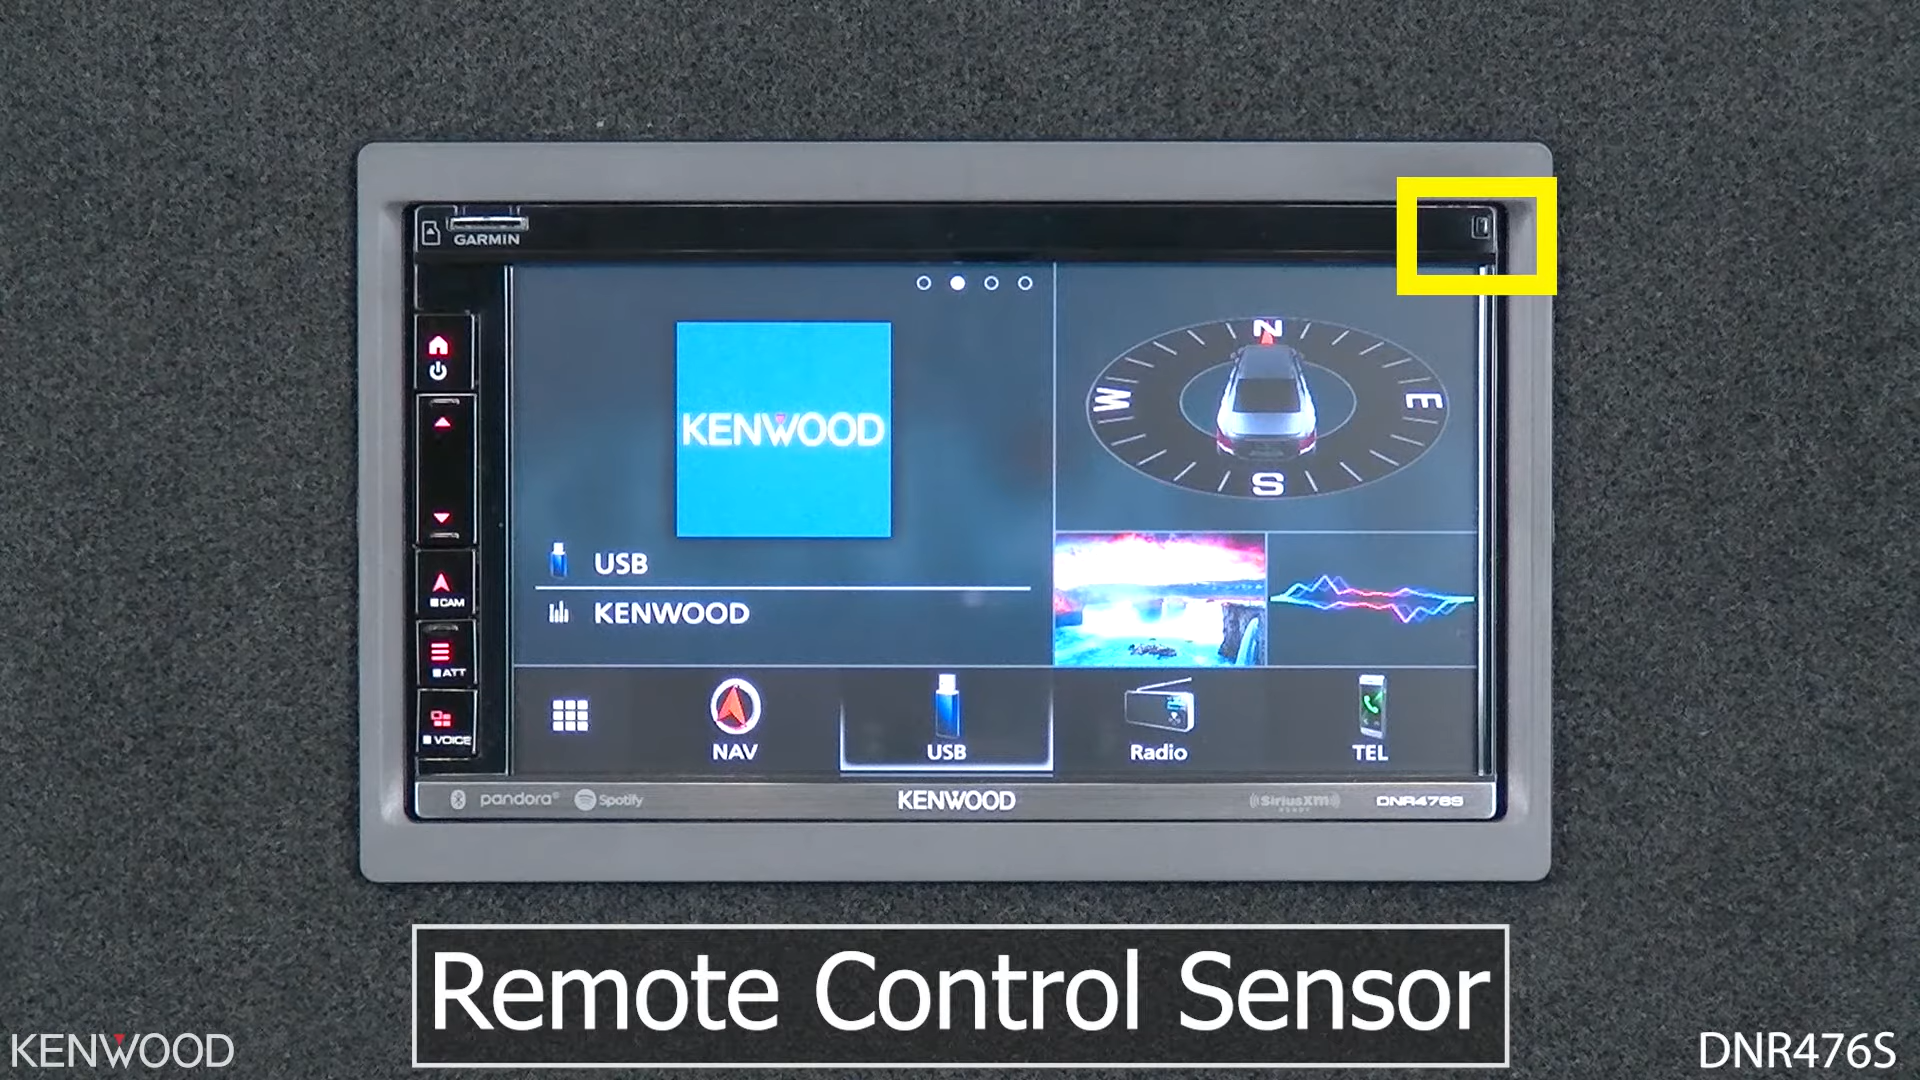 GARMIN
N
W
E
S
KENWOOD
USB
KENWOOD
CAM
ATT
VOICE
NAV
USB
Radio
TEL
pandora®
Spotify
KENWOOD
SiriusXM
READY
DNR476S
Remote Control Sensor
KENWOOD
DNR476S